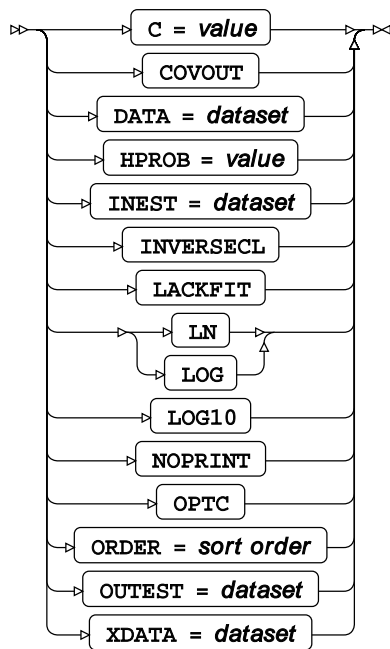 C = value
COVOUT
DATA = dataset
HPROB = value
INEST = dataset
INVERSECL
LACKFIT
LN
LOG
LOG10
NOPRINT
OPTC
ORDER = sort order
OUTEST = dataset
XDATA = dataset